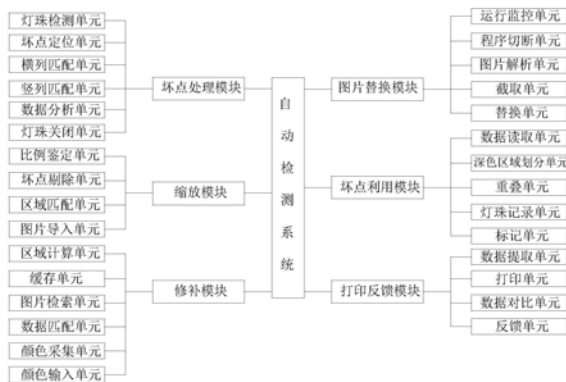 灯珠检测单元
坏点定位单元
横列匹配单元
竖列匹配单元
数据分析单元
灯珠关闭单元
坏点处理模块
比例鉴定单元
坏点剔除单元
区域匹配单元
图片导入单元
缩放模块
区域计算单元
缓存单元
图片检索单元
数据匹配单元
颜色采集单元
颜色输入单元
修补模块
自动检测系统
图片替换模块
运行监控单元
程序切断单元
图片解析单元
截取单元
替换单元
坏点利用模块
数据读取单元
深色区域划分单元
重叠单元
灯珠记录单元
标记单元
打印反馈模块
数据提取单元
打印单元
数据对比单元
反馈单元